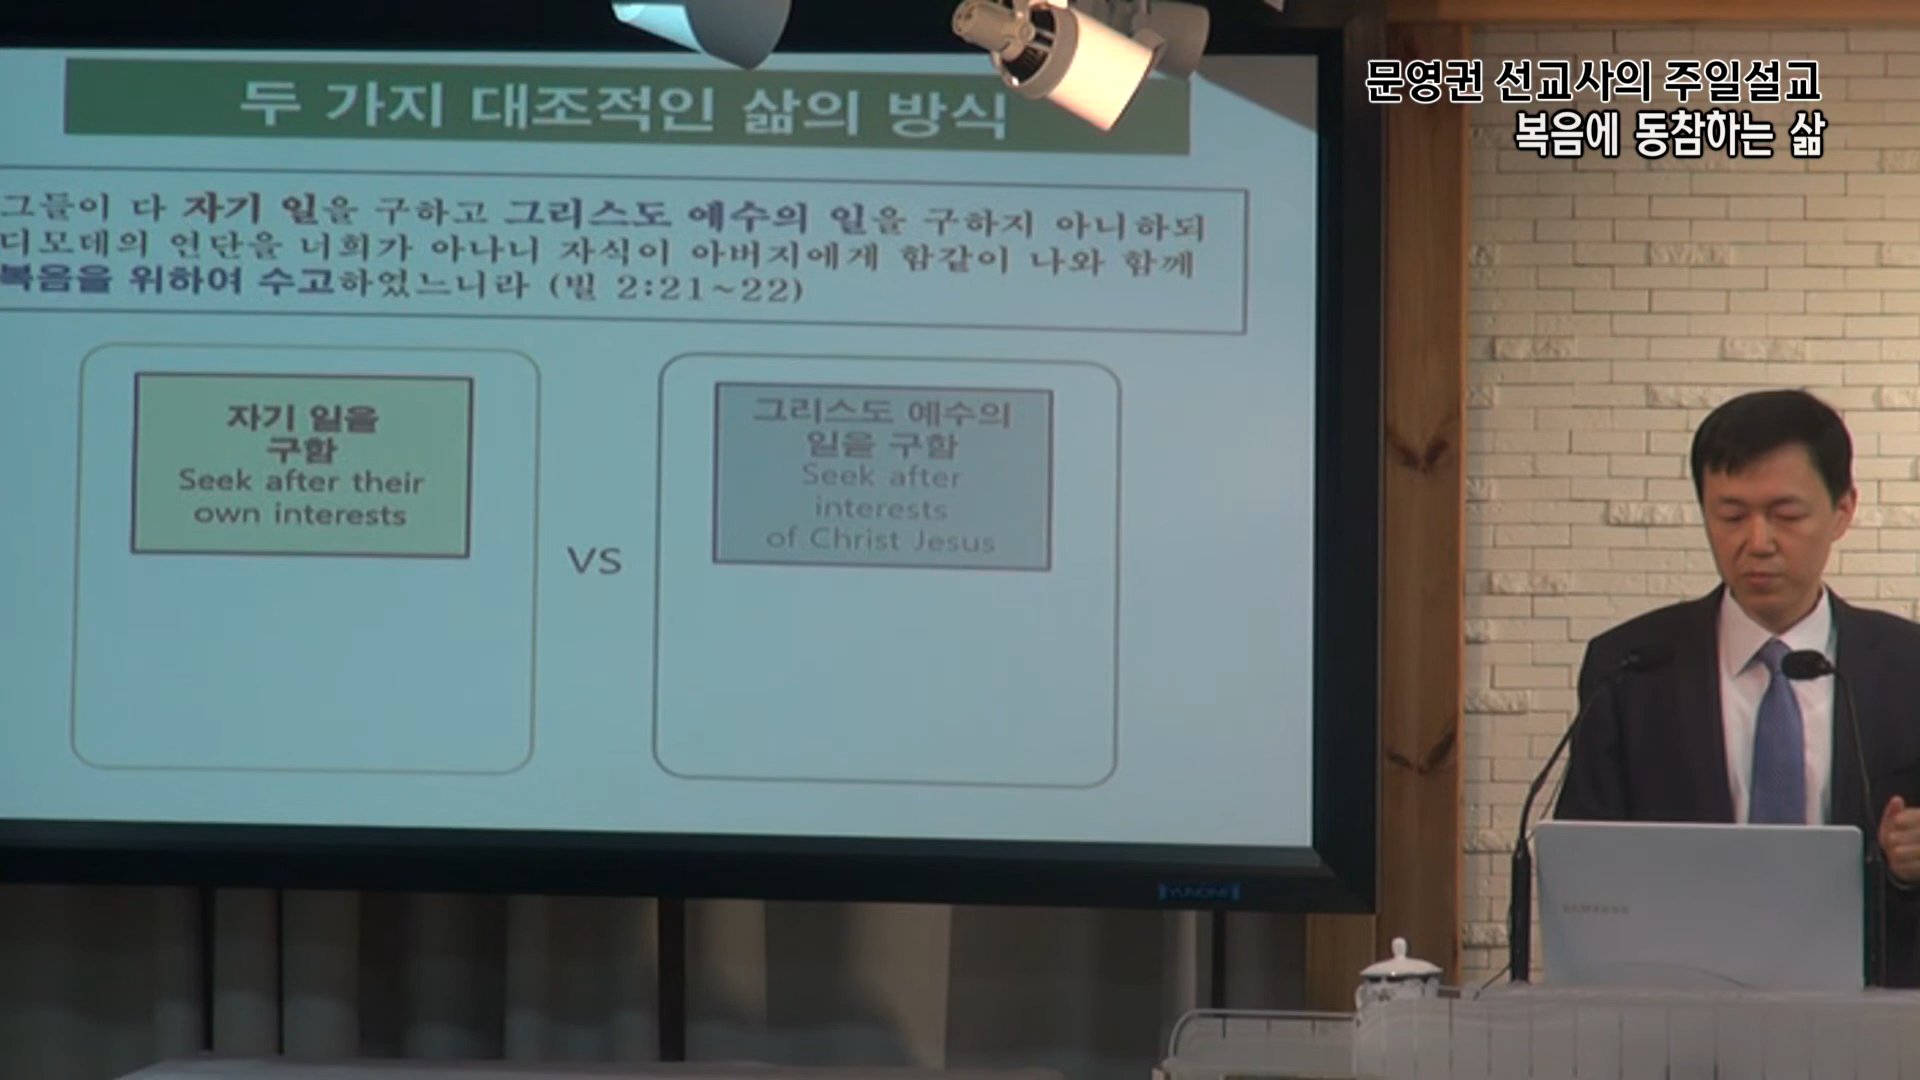 문영권 선교사의 주일설교
복음에 동참하는 삶
두 가지 대조적인 삶의 방식
그들이 다 자기 일을 구하고 그리스도 예수의 일을 구하지 아니하되
디모데의 연단을 너희가 아나니 자식이 아버지에게 함같이 나와 함께
복음을 위하여 수고하였느니라 (빌 2:21~22)
자기 일을
구함
Seek after their
own interests
VS
그리스도 예수의
일을 구함
Seek after
interests
of Christ Jesus
SAMSUNG